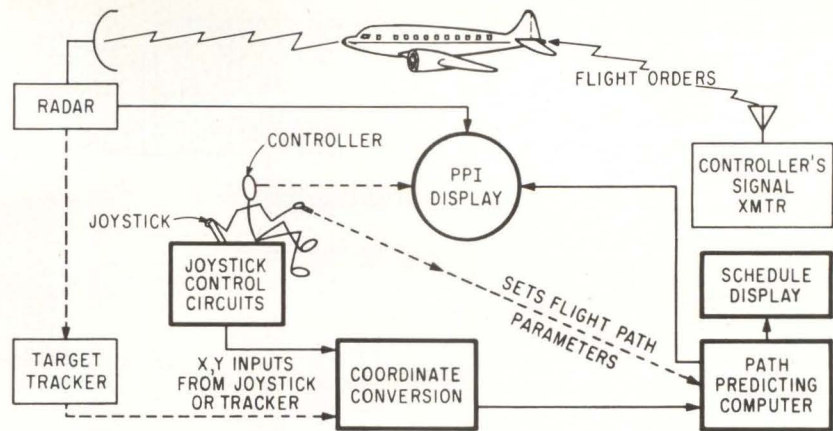 FLIGHT ORDERS
RADAR
CONTROLLER
PPI
DISPLAY
CONTROLLER'S
SIGNAL
XMTR
JOYSTICK
JOYSTICK
CONTROL
CIRCUITS
SETS FLIGHT PATH
PARAMETERS
SCHEDULE
DISPLAY
TARGET
TRACKER
X,Y INPUTS
FROM JOYSTICK
OR TRACKER
COORDINATE
CONVERSION
PATH
PREDICTING
COMPUTER